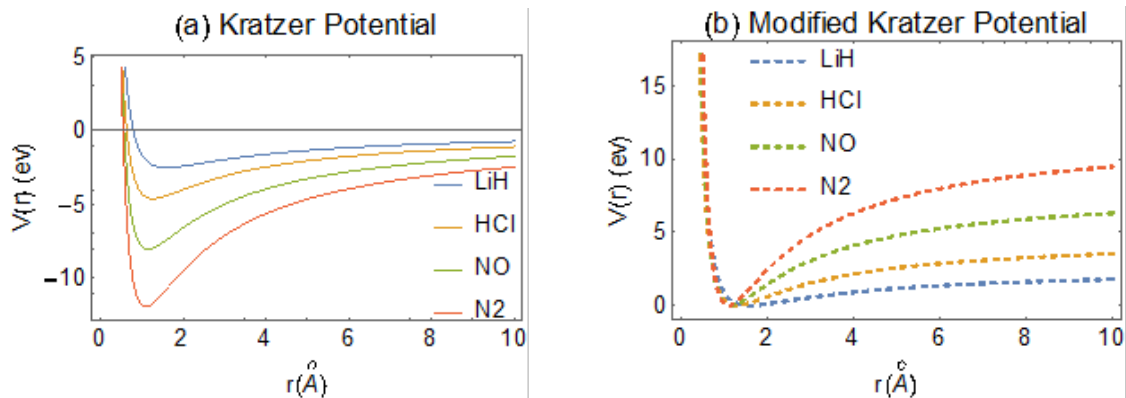 (a) Kratzer Potential
5
0
−5
−10
V(r) (ev)
LiH
HCl
NO
N2
0 2 4 6 8 10
r(Å)
(b) Modified Kratzer Potential
15
10
5
0
V(r) (ev)
LiH
HCl
NO
N2
0 2 4 6 8 10
r(Å)